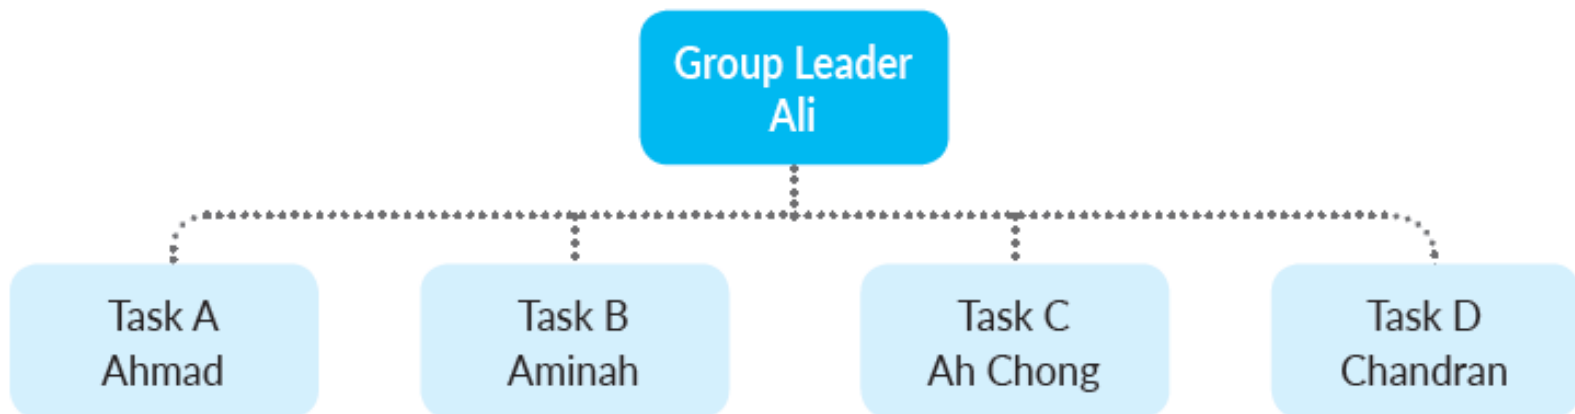 Group Leader
Ali
Task A
Ahmad
Task B
Aminah
Task C
Ah Chong
Task D
Chandran